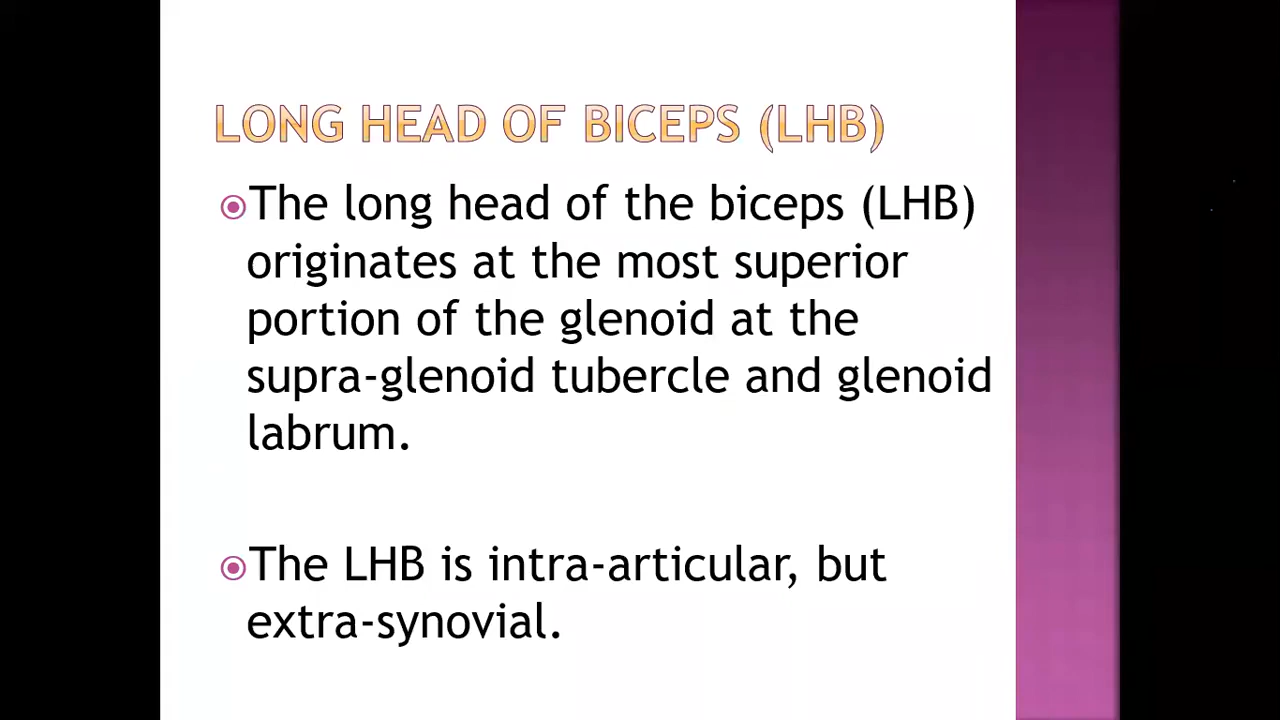 LONG HEAD OF BICEPS (LHB)
The long head of the biceps (LHB)
originates at the most superior
portion of the glenoid at the
supra-glenoid tubercle and glenoid
labrum.
The LHB is intra-articular, but
extra-synovial.